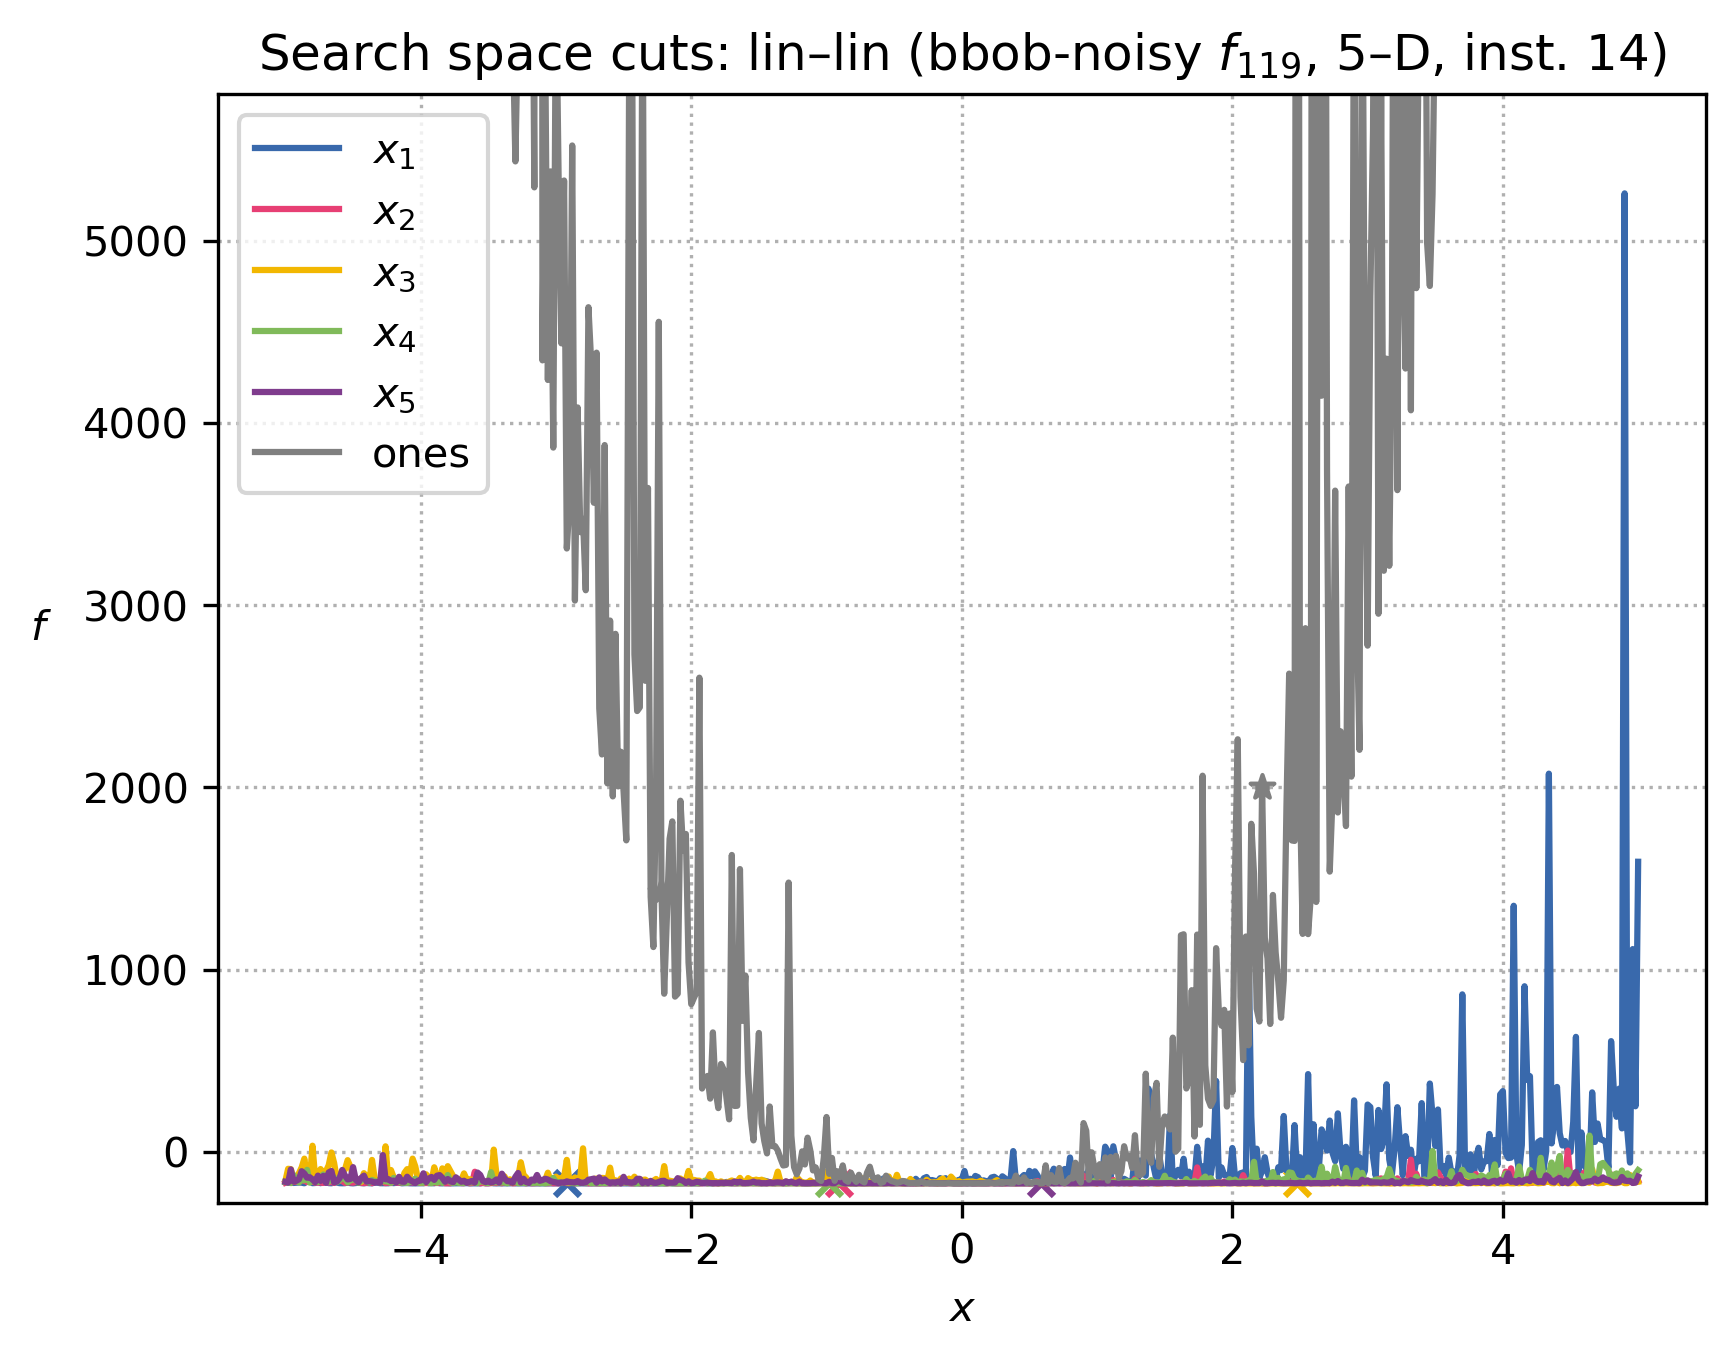 Search space cuts: lin–lin (bbob-noisy f₁₁₉, 5–D, inst. 14)
x₁
x₂
x₃
x₄
x₅
ones
5000
4000
3000
2000
1000
0
f
−4
−2
0
2
4
x